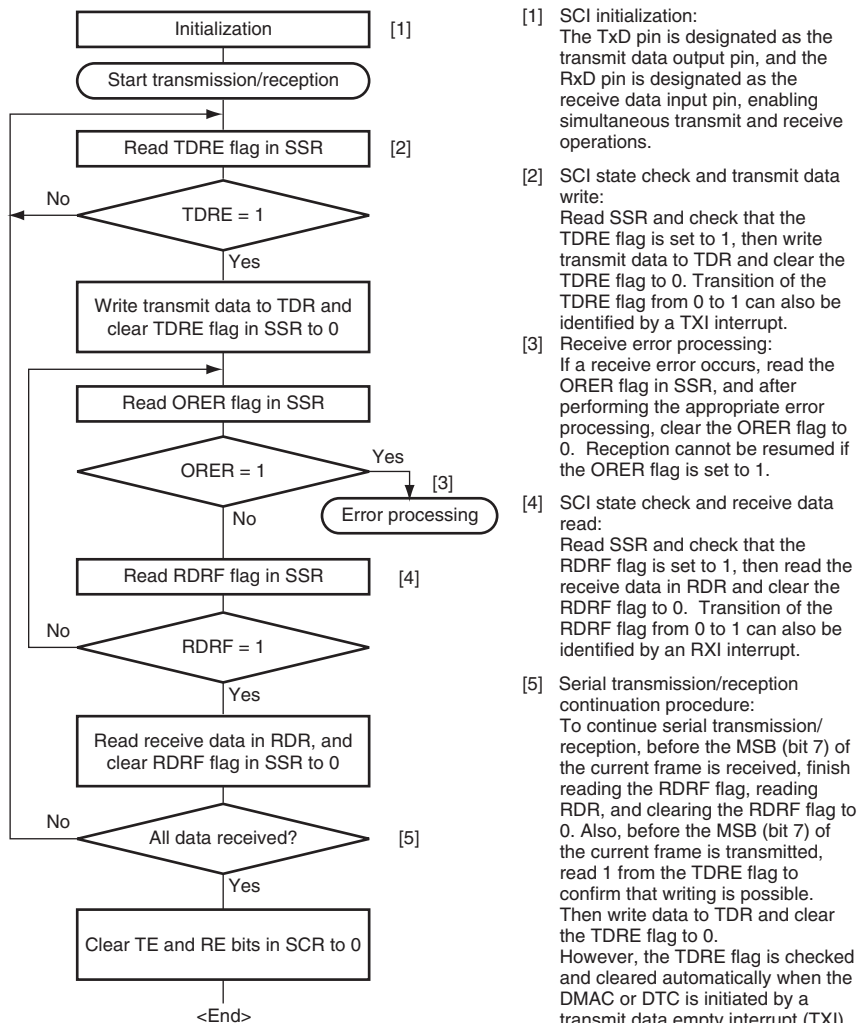 Initialization
[1]
Start transmission/reception
Read TDRE flag in SSR
[2]
No
TDRE = 1
Yes
Write transmit data to TDR and
clear TDRE flag in SSR to 0
Read ORER flag in SSR
ORER = 1
Yes
[3]
No
Error processing
Read RDRF flag in SSR
[4]
No
RDRF = 1
Yes
Read receive data in RDR, and
clear RDRF flag in SSR to 0
No
All data received?
[5]
Yes
Clear TE and RE bits in SCR to 0
<End>
[1] SCI initialization:
The TxD pin is designated as the
transmit data output pin, and the
RxD pin is designated as the
receive data input pin, enabling
simultaneous transmit and receive
operations.
[2] SCI state check and transmit data
write:
Read SSR and check that the
TDRE flag is set to 1, then write
transmit data to TDR and clear the
TDRE flag to 0. Transition of the
TDRE flag from 0 to 1 can also be
identified by a TXI interrupt.
[3] Receive error processing:
If a receive error occurs, read the
ORER flag in SSR, and after
performing the appropriate error
processing, clear the ORER flag to
0. Reception cannot be resumed if
the ORER flag is set to 1.
[4] SCI state check and receive data
read:
Read SSR and check that the
RDRF flag is set to 1, then read the
receive data in RDR and clear the
RDRF flag to 0. Transition of the
RDRF flag from 0 to 1 can also be
identified by an RXI interrupt.
[5] Serial transmission/reception
continuation procedure:
To continue serial transmission/
reception, before the MSB (bit 7) of
the current frame is received, finish
reading the RDRF flag, reading
RDR, and clearing the RDRF flag to
0. Also, before the MSB (bit 7) of
the current frame is transmitted,
read 1 from the TDRE flag to
confirm that writing is possible.
Then write data to TDR and clear
the TDRE flag to 0.
However, the TDRE flag is checked
and cleared automatically when the
DMAC or DTC is initiated by a
transmit data empty interrupt (TXI)